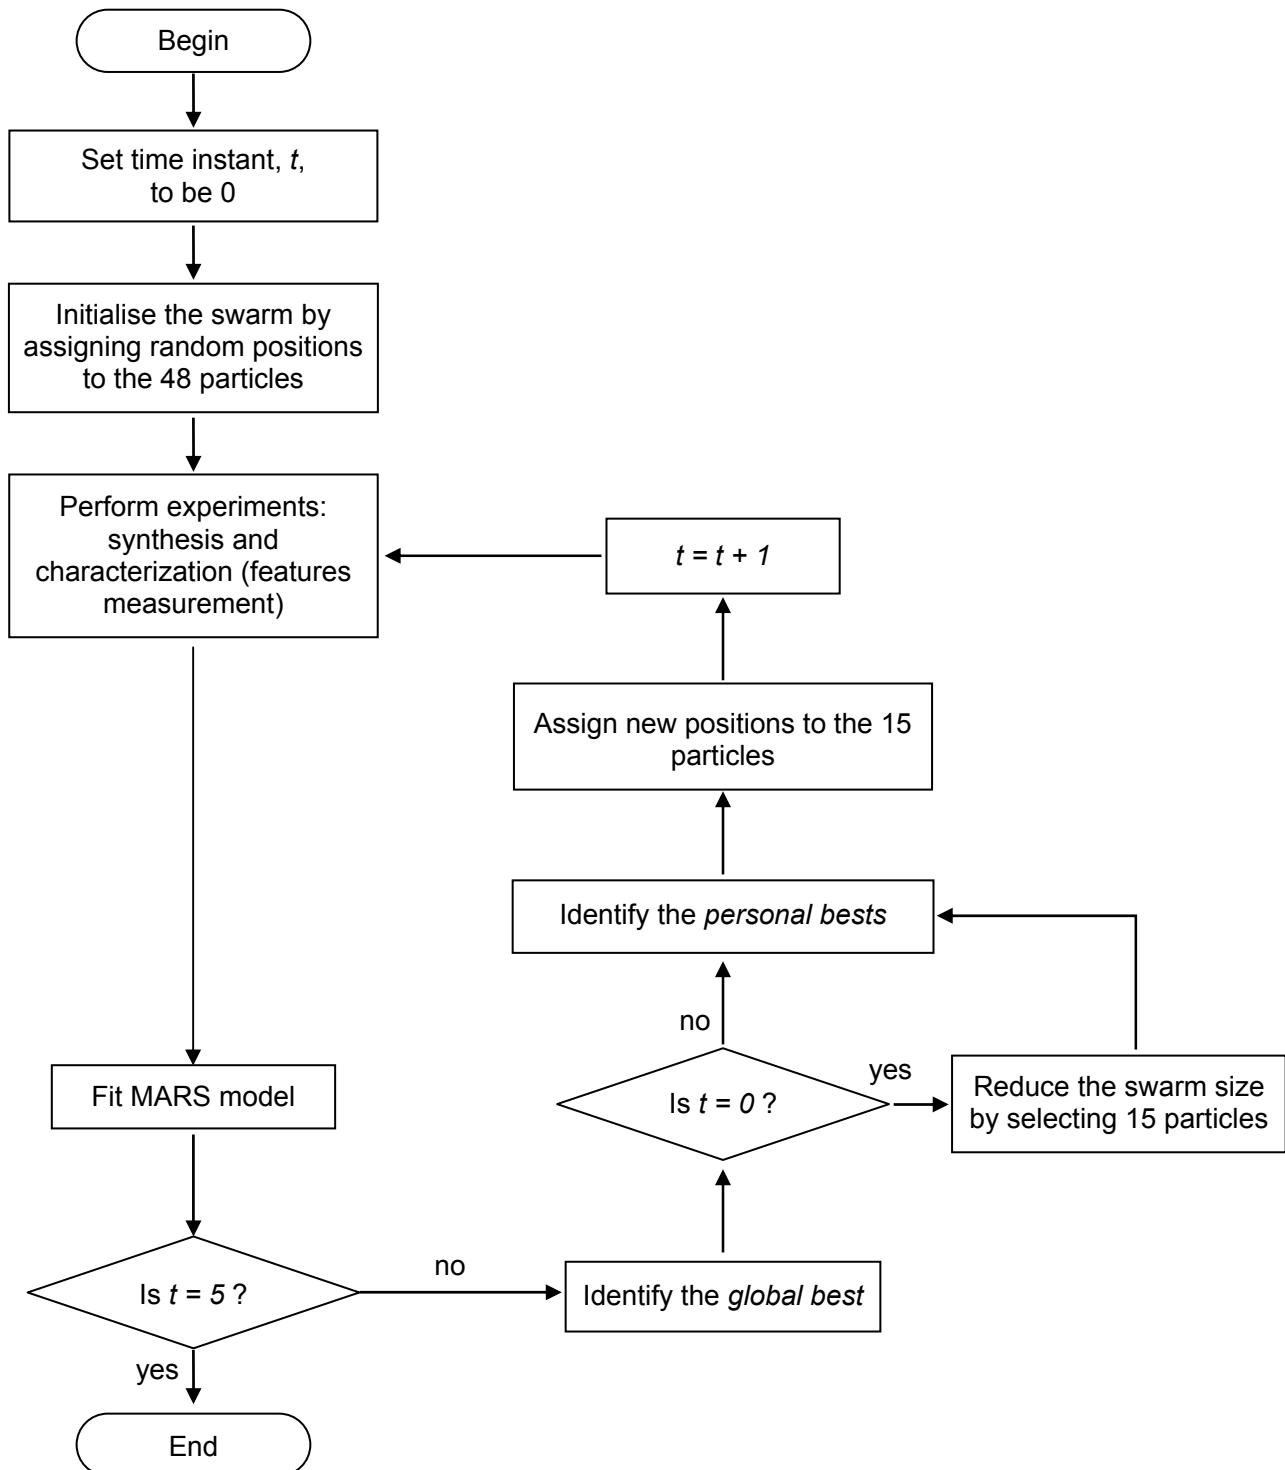 Begin
Set time instant, t,
to be 0
Initialise the swarm by
assigning random positions
to the 48 particles
Perform experiments:
synthesis and
characterization (features
measurement)
t = t + 1
Assign new positions to the 15
particles
Identify the personal bests
no
yes
Fit MARS model
Is t = 0 ?
Reduce the swarm size
by selecting 15 particles
no
Is t = 5 ?
Identify the global best
yes
End